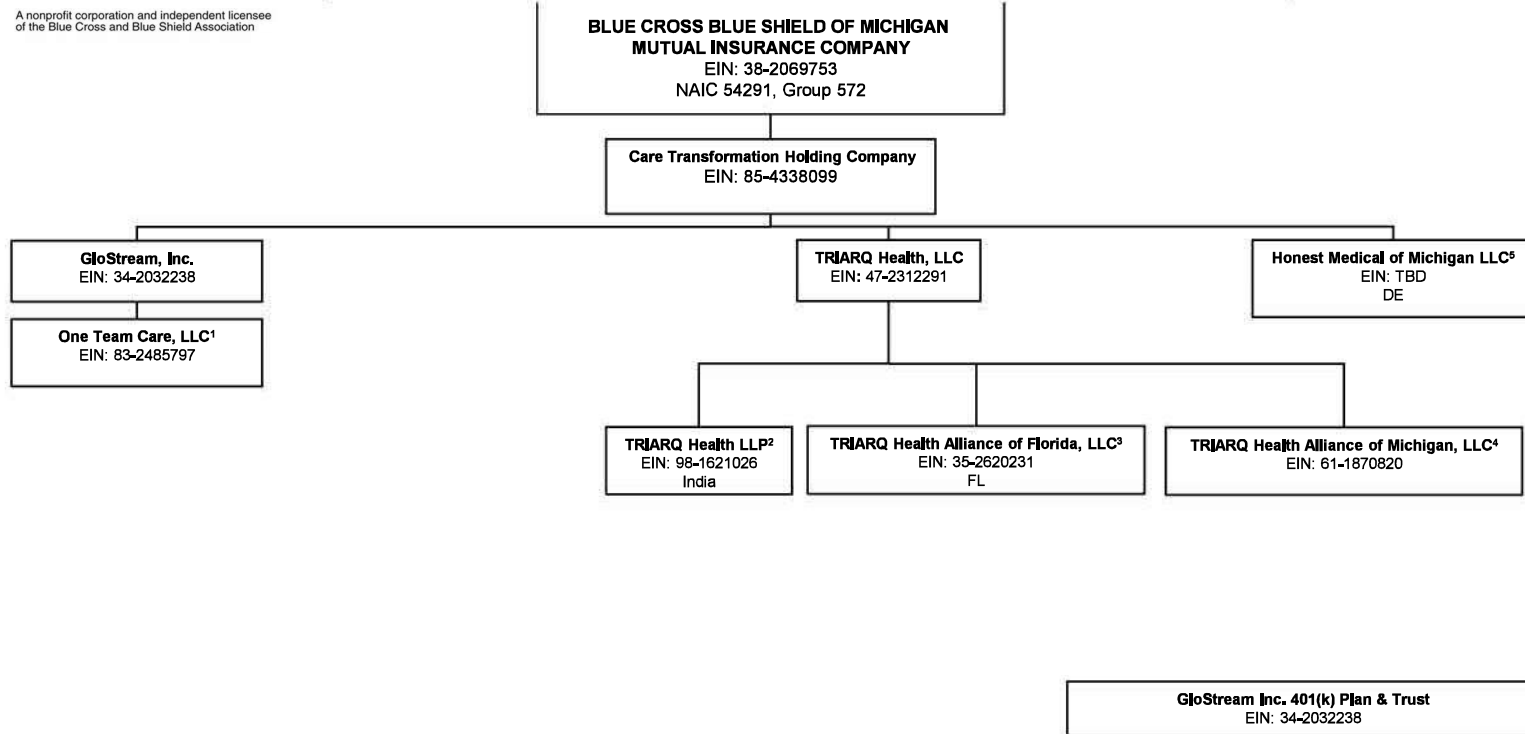 A nonprofit corporation and independent licensee
of the Blue Cross and Blue Shield Association
BLUE CROSS BLUE SHIELD OF MICHIGAN
MUTUAL INSURANCE COMPANY
EIN: 38-2069753
NAIC 54291, Group 572
Care Transformation Holding Company
EIN: 85-4338099
GloStream, Inc.
EIN: 34-2032238
TRIARQ Health, LLC
EIN: 47-2312291
Honest Medical of Michigan LLC⁵
EIN: TBD
DE
One Team Care, LLC¹
EIN: 83-2485797
TRIARQ Health LLP²
EIN: 98-1621026
India
TRIARQ Health Alliance of Florida, LLC³
EIN: 35-2620231
FL
TRIARQ Health Alliance of Michigan, LLC⁴
EIN: 61-1870820
GloStream Inc. 401(k) Plan & Trust
EIN: 34-2032238